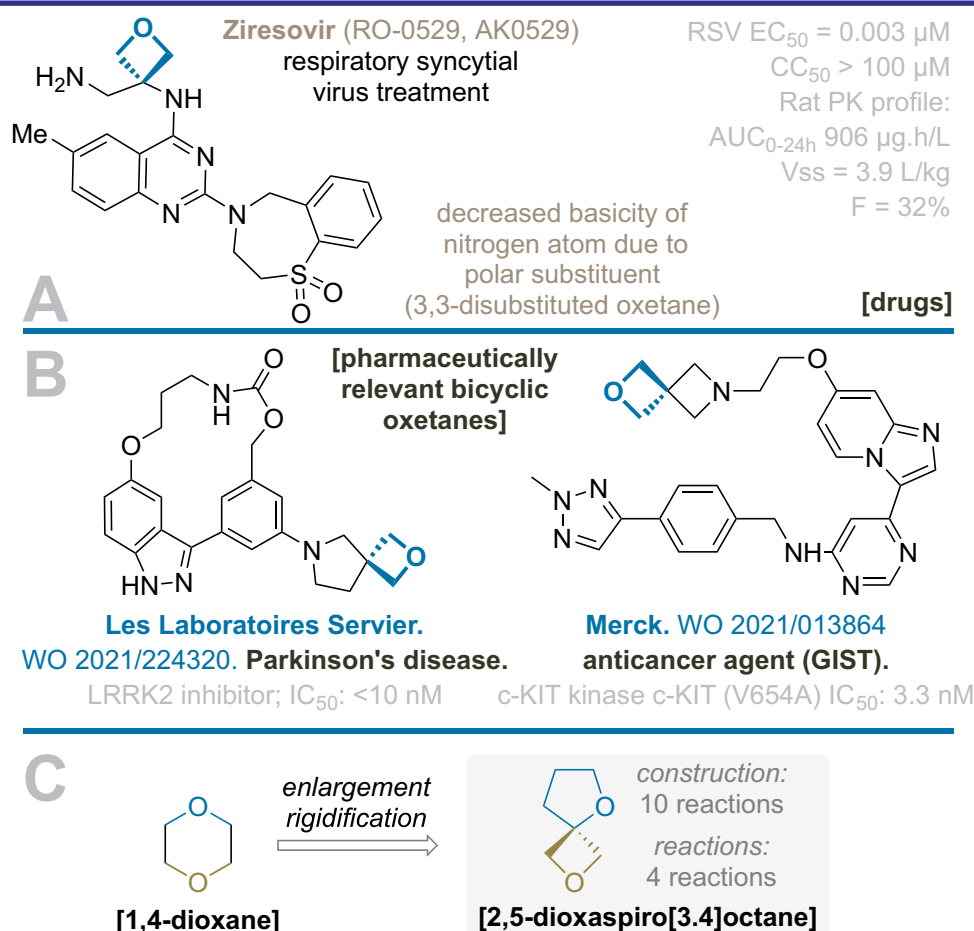 A
Ziresovir (RO-0529, AK0529)
respiratory syncytial
virus treatment
RSV EC50 = 0.003 µM
CC50 > 100 µM
Rat PK profile:
AUC0-24h 906 µg.h/L
Vss = 3.9 L/kg
F = 32%
O
H2N
NH
Me
N
N
N
S
O
O
decreased basicity of
nitrogen atom due to
polar substituent
(3,3-disubstituted oxetane)
[drugs]
B
[pharmaceutically
relevant bicyclic
oxetanes]
O
N
H
O
O
N
O
HN
N
O
N
O
N
N
N
N
N
N
NH
N
N
Les Laboratoires Servier.
WO 2021/224320. Parkinson's disease.
LRRK2 inhibitor; IC50: <10 nM
Merck. WO 2021/013864
anticancer agent (GIST).
c-KIT kinase c-KIT (V654A) IC50: 3.3 nM
C
O
O
[1,4-dioxane]
enlargement
rigidification
O
O
construction:
10 reactions
reactions:
4 reactions
[2,5-dioxaspiro[3.4]octane]